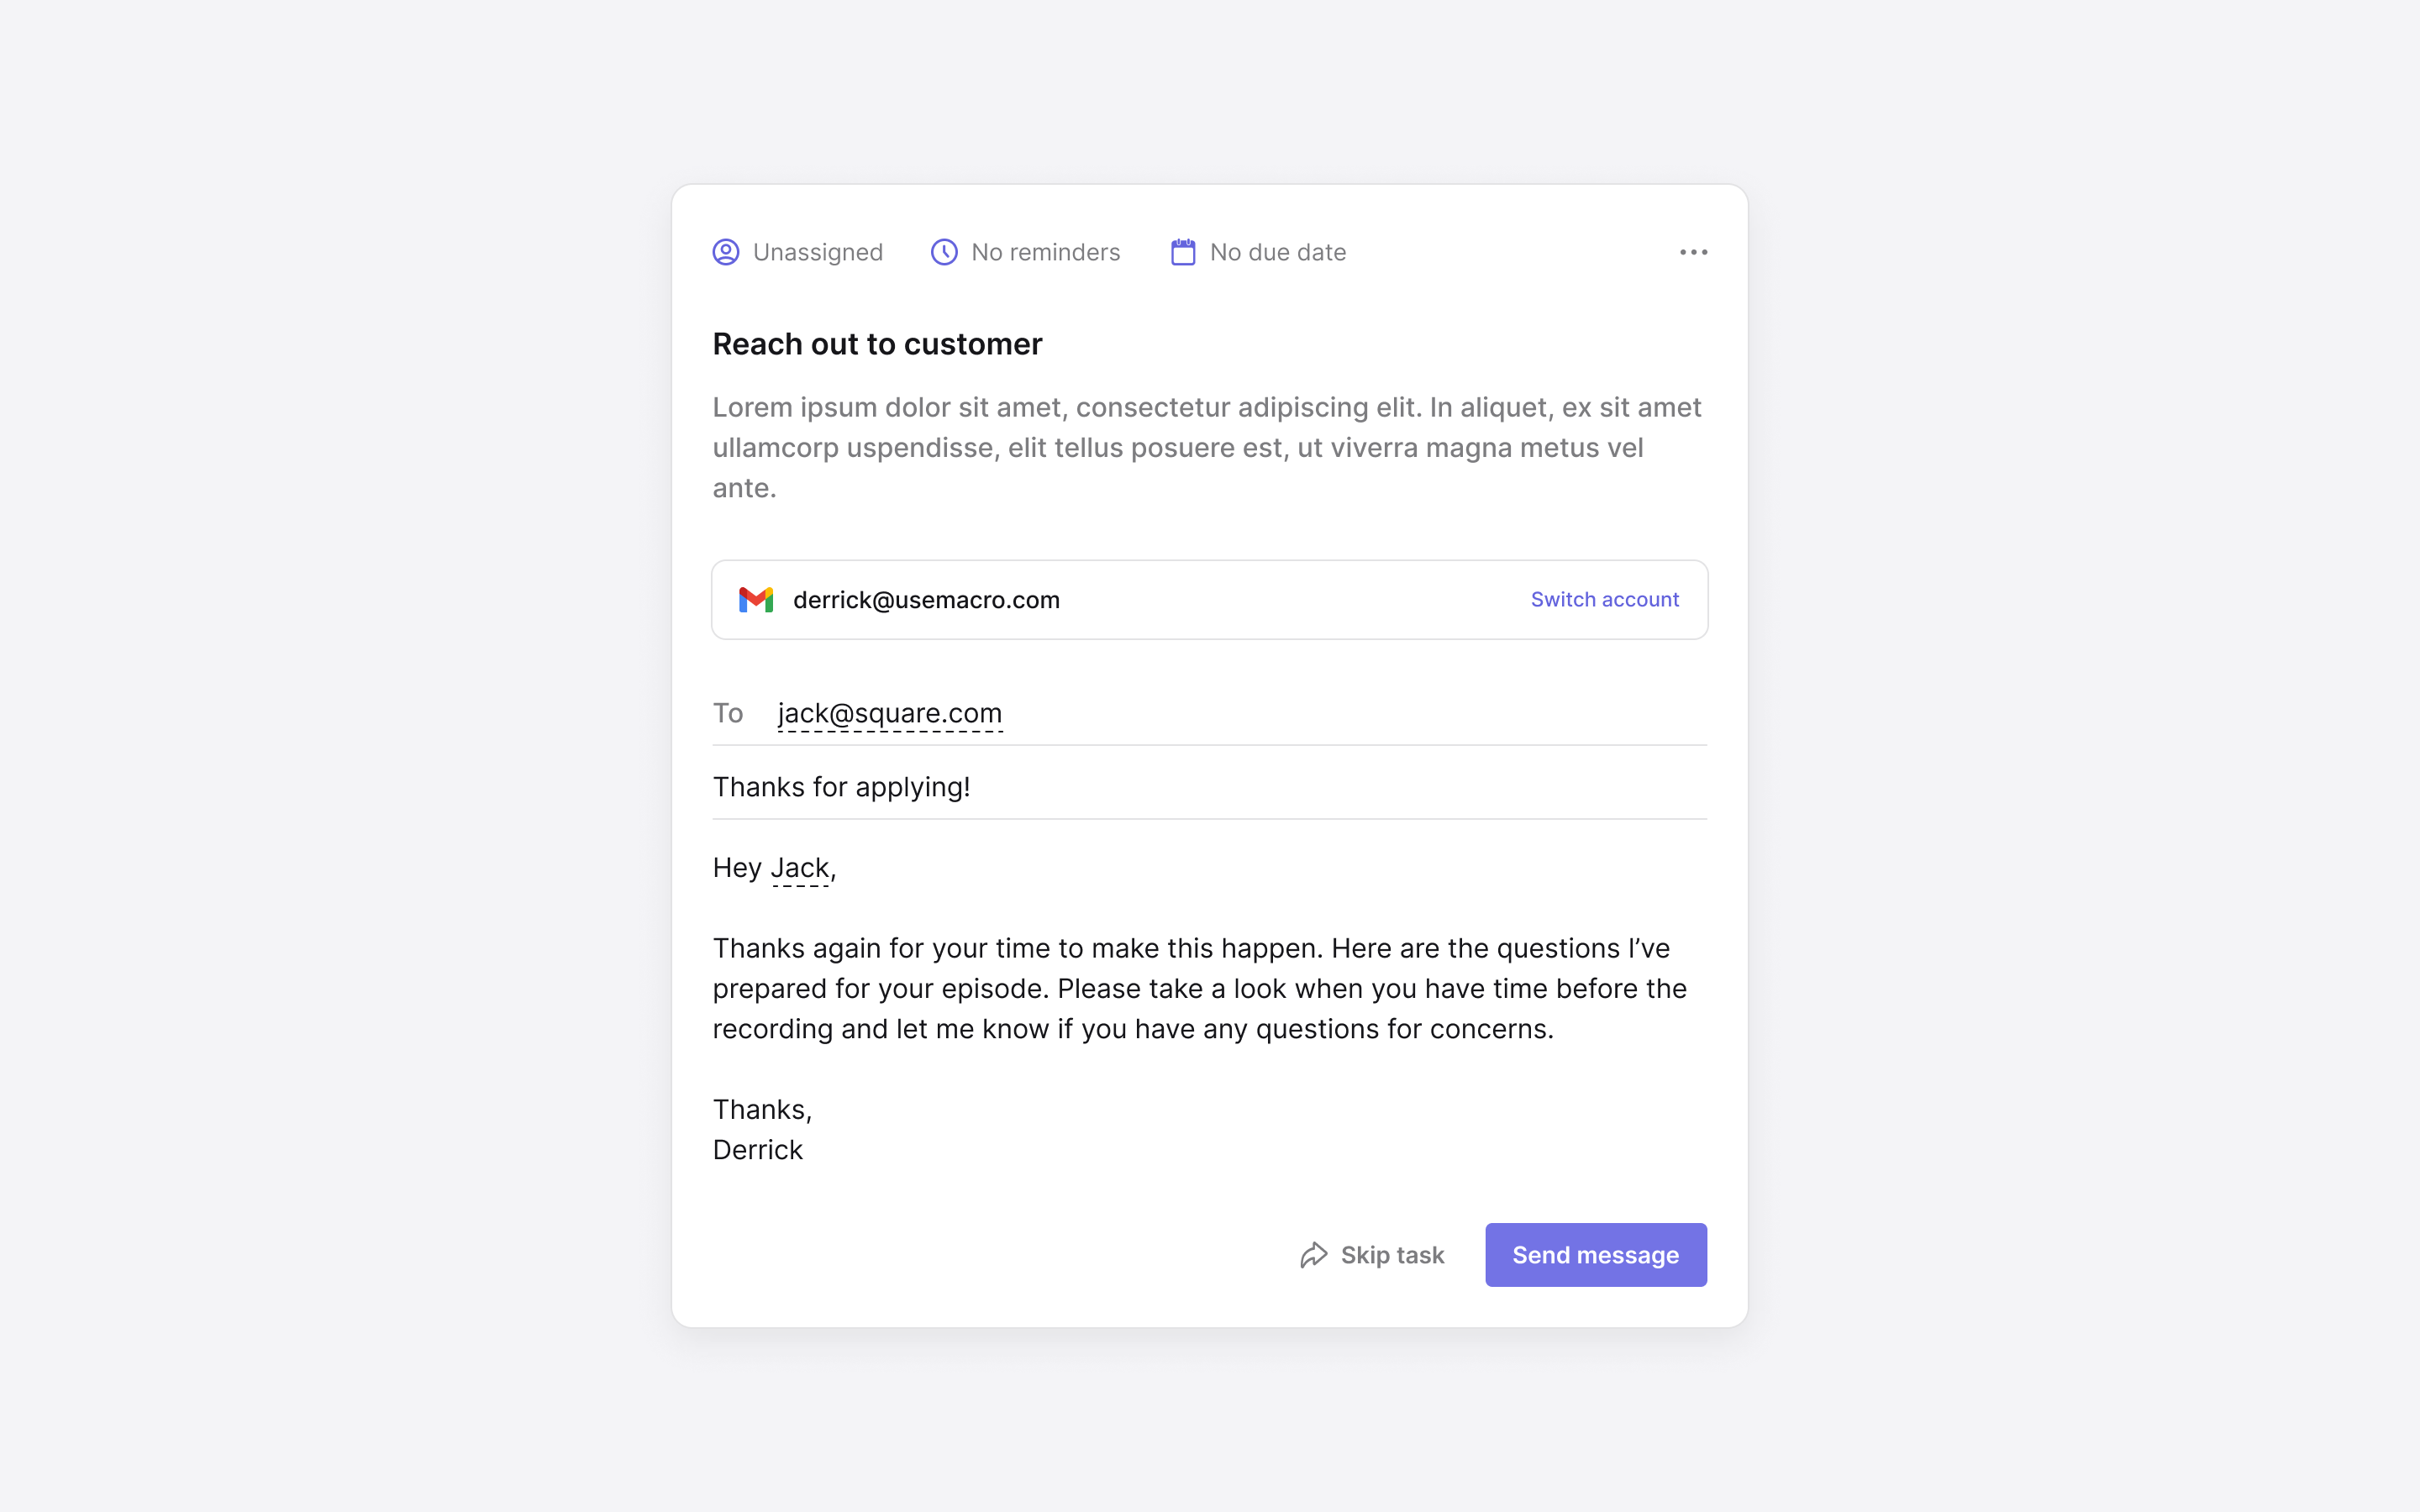 Unassigned No reminders No due date
Reach out to customer
Lorem ipsum dolor sit amet, consectetur adipiscing elit. In aliquet, ex sit amet
ullamcorp uspendisse, elit tellus posuere est, ut viverra magna metus vel
ante.
derrick@usemacro.com Switch account
To jack@square.com
Thanks for applying!
Hey Jack,
Thanks again for your time to make this happen. Here are the questions I’ve
prepared for your episode. Please take a look when you have time before the
recording and let me know if you have any questions for concerns.
Thanks,
Derrick
Skip task Send message